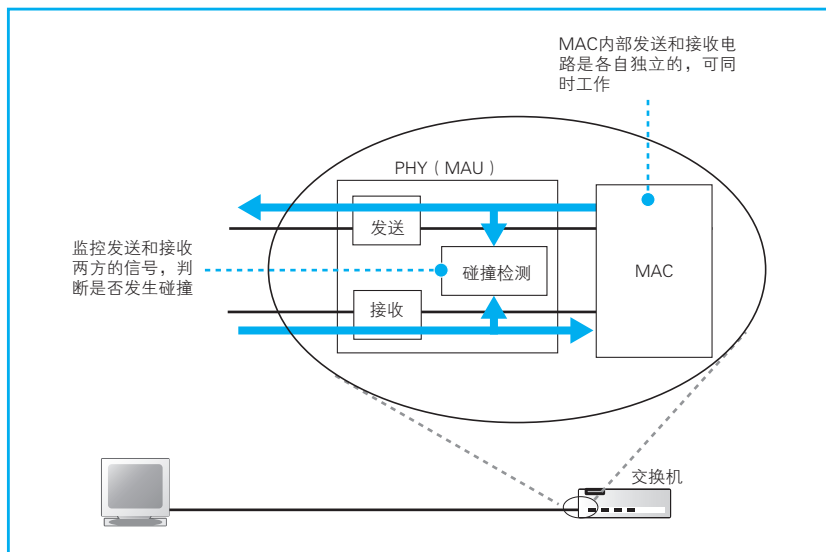 MAC内部发送和接收电
路是各自独立的，可同
时工作
PHY（MAU）
发送
监控发送和接收
两方的信号，判
断是否发生碰撞
碰撞检测
MAC
接收
交换机